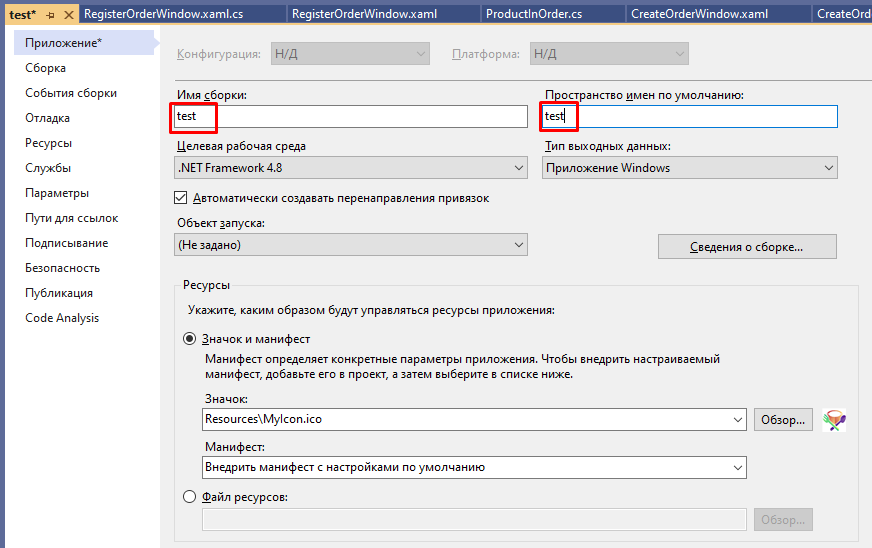 test*
RegisterOrderWindow.xaml.cs
RegisterOrderWindow.xaml
ProductInOrder.cs
CreateOrderWindow.xaml
CreateOrd
Приложение*
Сборка
События сборки
Отладка
Ресурсы
Службы
Параметры
Пути для ссылок
Подписывание
Безопасность
Публикация
Code Analysis
Конфигурация: Н/Д Платформа: Н/Д
Имя сборки: Пространство имен по умолчанию:
test test
Целевая рабочая среда Тип выходных данных:
.NET Framework 4.8 Приложение Windows
Автоматически создавать перенаправления привязок
Объект запуска:
(Не задано) Сведения о сборке...
Ресурсы
Укажите, каким образом будут управляться ресурсы приложения:
Значок и манифест
Манифест определяет конкретные параметры приложения. Чтобы внедрить настраиваемый
манифест, добавьте его в проект, а затем выберите в списке ниже.
Значок:
Resources\MyIcon.ico Обзор...
Манифест:
Внедрить манифест с настройками по умолчанию
Файл ресурсов:
Обзор...